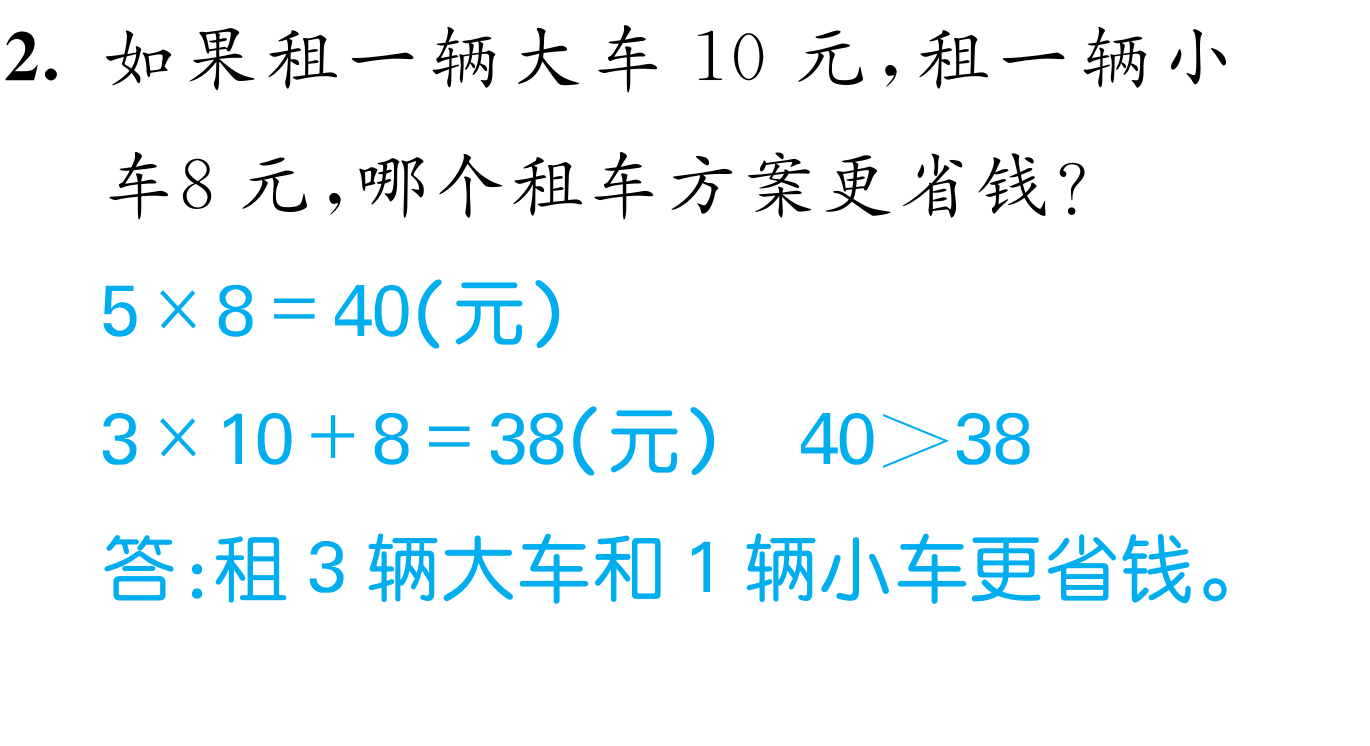 2. 如果租一辆大车 10 元,租一辆小
车8 元,哪个租车方案更省钱?
5×8=40(元)
3×10+8=38(元) 40>38
答:租 3 辆大车和 1 辆小车更省钱。